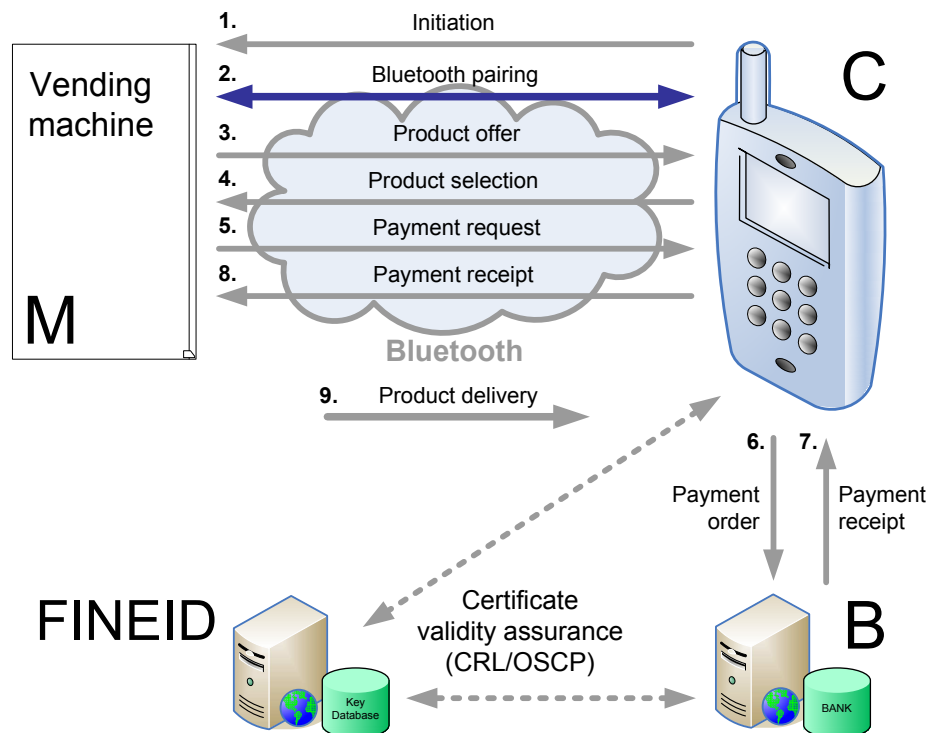 1. Initiation
C
2. Bluetooth pairing
Vending
machine
3. Product offer
4. Product selection
5. Payment request
8. Payment receipt
M
Bluetooth
9. Product delivery
6. 7.
Payment
order
Payment
receipt
FINEID
Certificate
validity assurance
(CRL/OSCP)
B
Key
Database
BANK